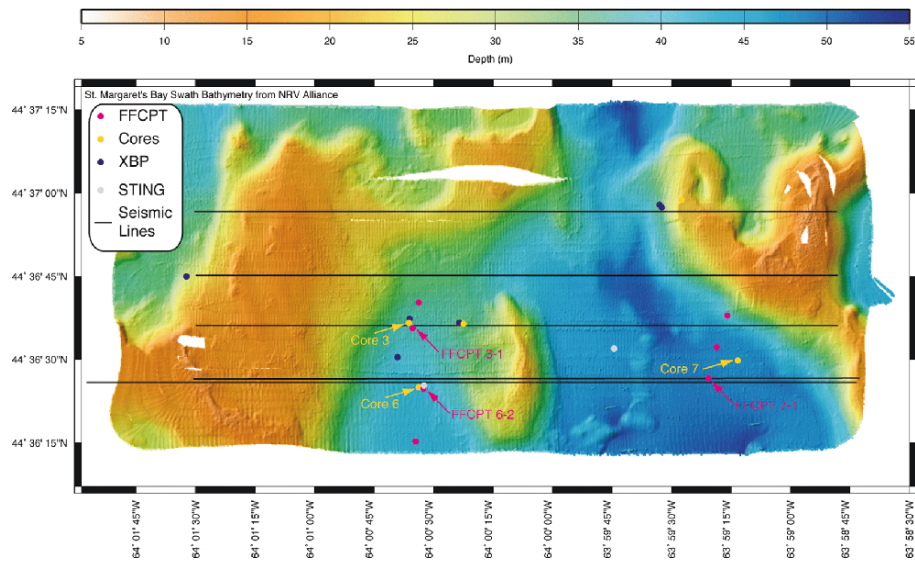 5 10 15 20 25 30 35 40 45 50 55
Depth (m)
St. Margaret's Bay Swath Bathymetry from NRV Alliance
FFCPT
Cores
XBP
STING
Seismic
Lines
44° 37' 15"N
44° 37' 00"N
44° 36' 45"N
44° 36' 30"N
44° 36' 15"N
Core 3
FFCPT 3-1
Core 7
Core 6
FFCPT 6-2
FFCPT 7-1
64° 01' 45"W
64° 01' 30"W
64° 01' 15"W
64° 01' 00"W
64° 00' 45"W
64° 00' 30"W
64° 00' 15"W
64° 00' 00"W
63° 59' 45"W
63° 59' 30"W
63° 59' 15"W
63° 59' 00"W
63° 58' 45"W
63° 58' 30"W